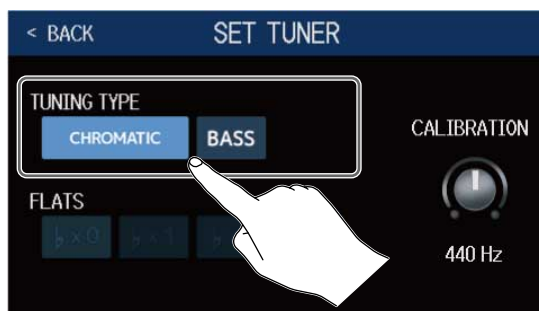 < BACK SET TUNER
TUNING TYPE
CHROMATIC BASS
CALIBRATION
FLATS
♭×0 ♭×1
440 Hz